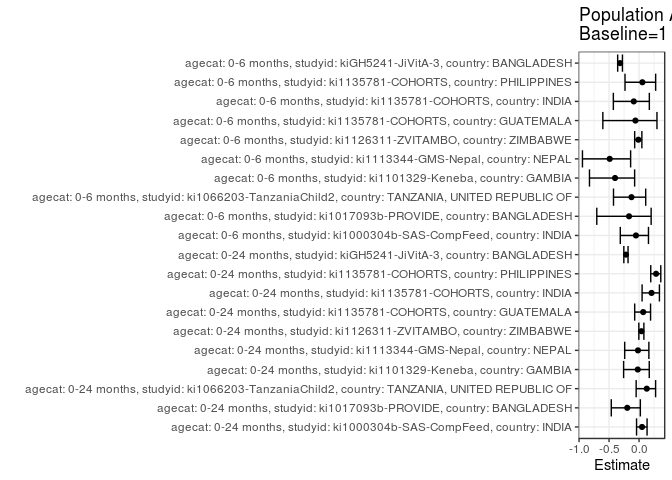 Population
Baseline=1
agecat: 0-6 months, studyid: kiGH5241-JiVitA-3, country: BANGLADESH
agecat: 0-6 months, studyid: ki1135781-COHORTS, country: PHILIPPINES
agecat: 0-6 months, studyid: ki1135781-COHORTS, country: INDIA
agecat: 0-6 months, studyid: ki1135781-COHORTS, country: GUATEMALA
agecat: 0-6 months, studyid: ki1126311-ZVITAMBO, country: ZIMBABWE
agecat: 0-6 months, studyid: ki1113344-GMS-Nepal, country: NEPAL
agecat: 0-6 months, studyid: ki1101329-Keneba, country: GAMBIA
agecat: 0-6 months, studyid: ki1066203-TanzaniaChild2, country: TANZANIA, UNITED REPUBLIC OF
agecat: 0-6 months, studyid: ki1017093b-PROVIDE, country: BANGLADESH
agecat: 0-6 months, studyid: ki1000304b-SAS-CompFeed, country: INDIA
agecat: 0-24 months, studyid: kiGH5241-JiVitA-3, country: BANGLADESH
agecat: 0-24 months, studyid: ki1135781-COHORTS, country: PHILIPPINES
agecat: 0-24 months, studyid: ki1135781-COHORTS, country: INDIA
agecat: 0-24 months, studyid: ki1135781-COHORTS, country: GUATEMALA
agecat: 0-24 months, studyid: ki1126311-ZVITAMBO, country: ZIMBABWE
agecat: 0-24 months, studyid: ki1113344-GMS-Nepal, country: NEPAL
agecat: 0-24 months, studyid: ki1101329-Keneba, country: GAMBIA
agecat: 0-24 months, studyid: ki1066203-TanzaniaChild2, country: TANZANIA, UNITED REPUBLIC OF
agecat: 0-24 months, studyid: ki1017093b-PROVIDE, country: BANGLADESH
agecat: 0-24 months, studyid: ki1000304b-SAS-CompFeed, country: INDIA
-1.0 -0.5 0.0
Estimate